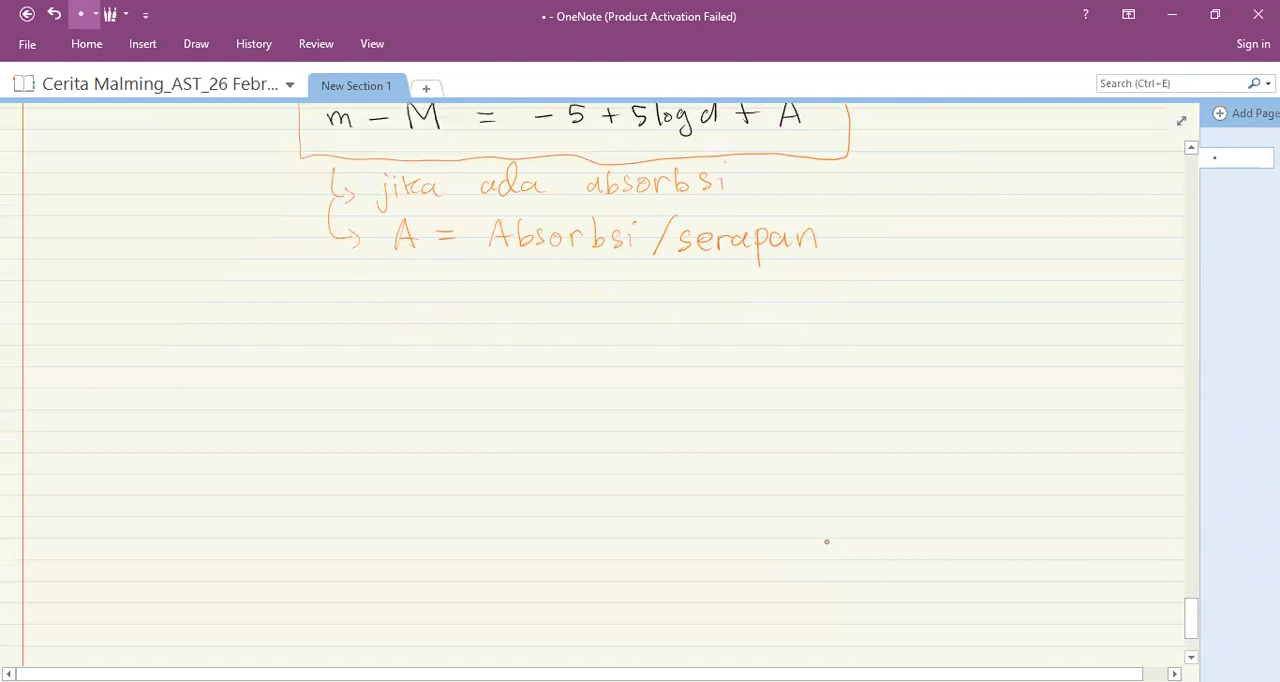 • - OneNote (Product Activation Failed)
?
File Home Insert Draw History Review View Sign in
Cerita Malming_AST_26 Febr... New Section 1 Search (Ctrl+E)
m - M = - 5 + 5 log d + A
Add Page
jika ada absorbsi
A = Absorbsi/serapan